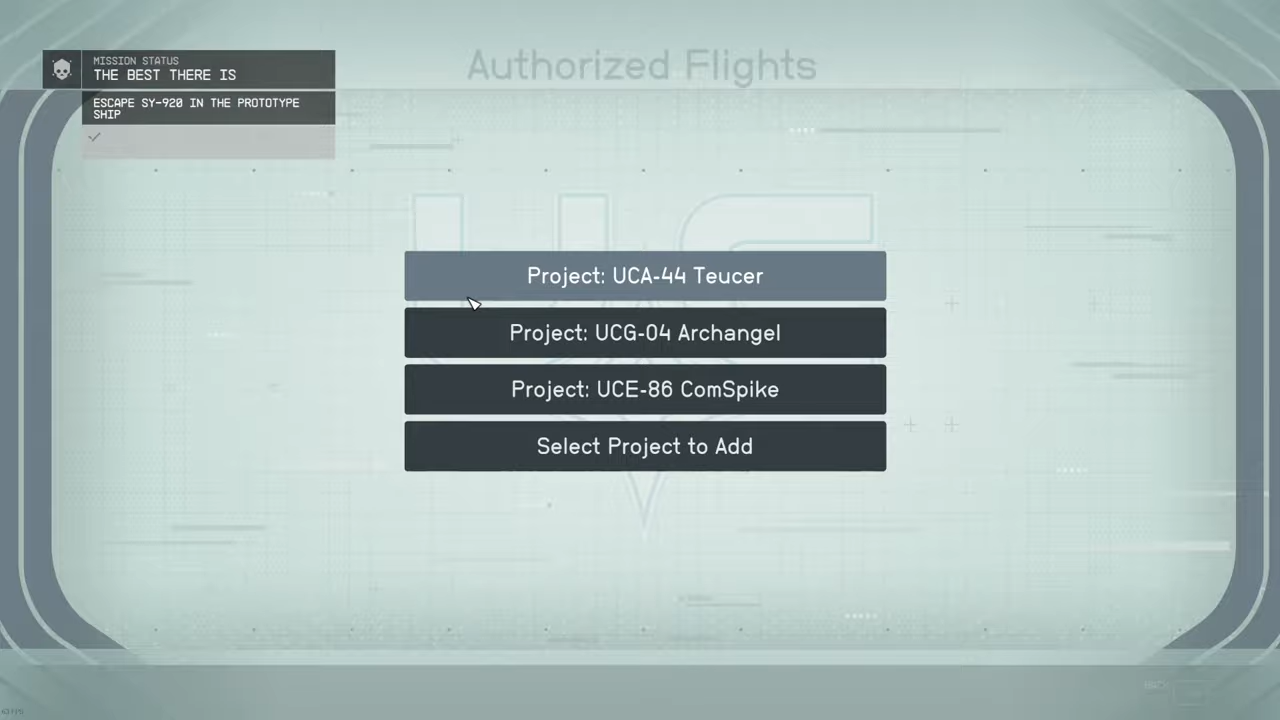 Authorized Flights
MISSION STATUS
THE BEST THERE IS
ESCAPE SY-920 IN THE PROTOTYPE
SHIP
Project: UCA-44 Teucer
Project: UCG-04 Archangel
Project: UCE-86 ComSpike
Select Project to Add
BACK